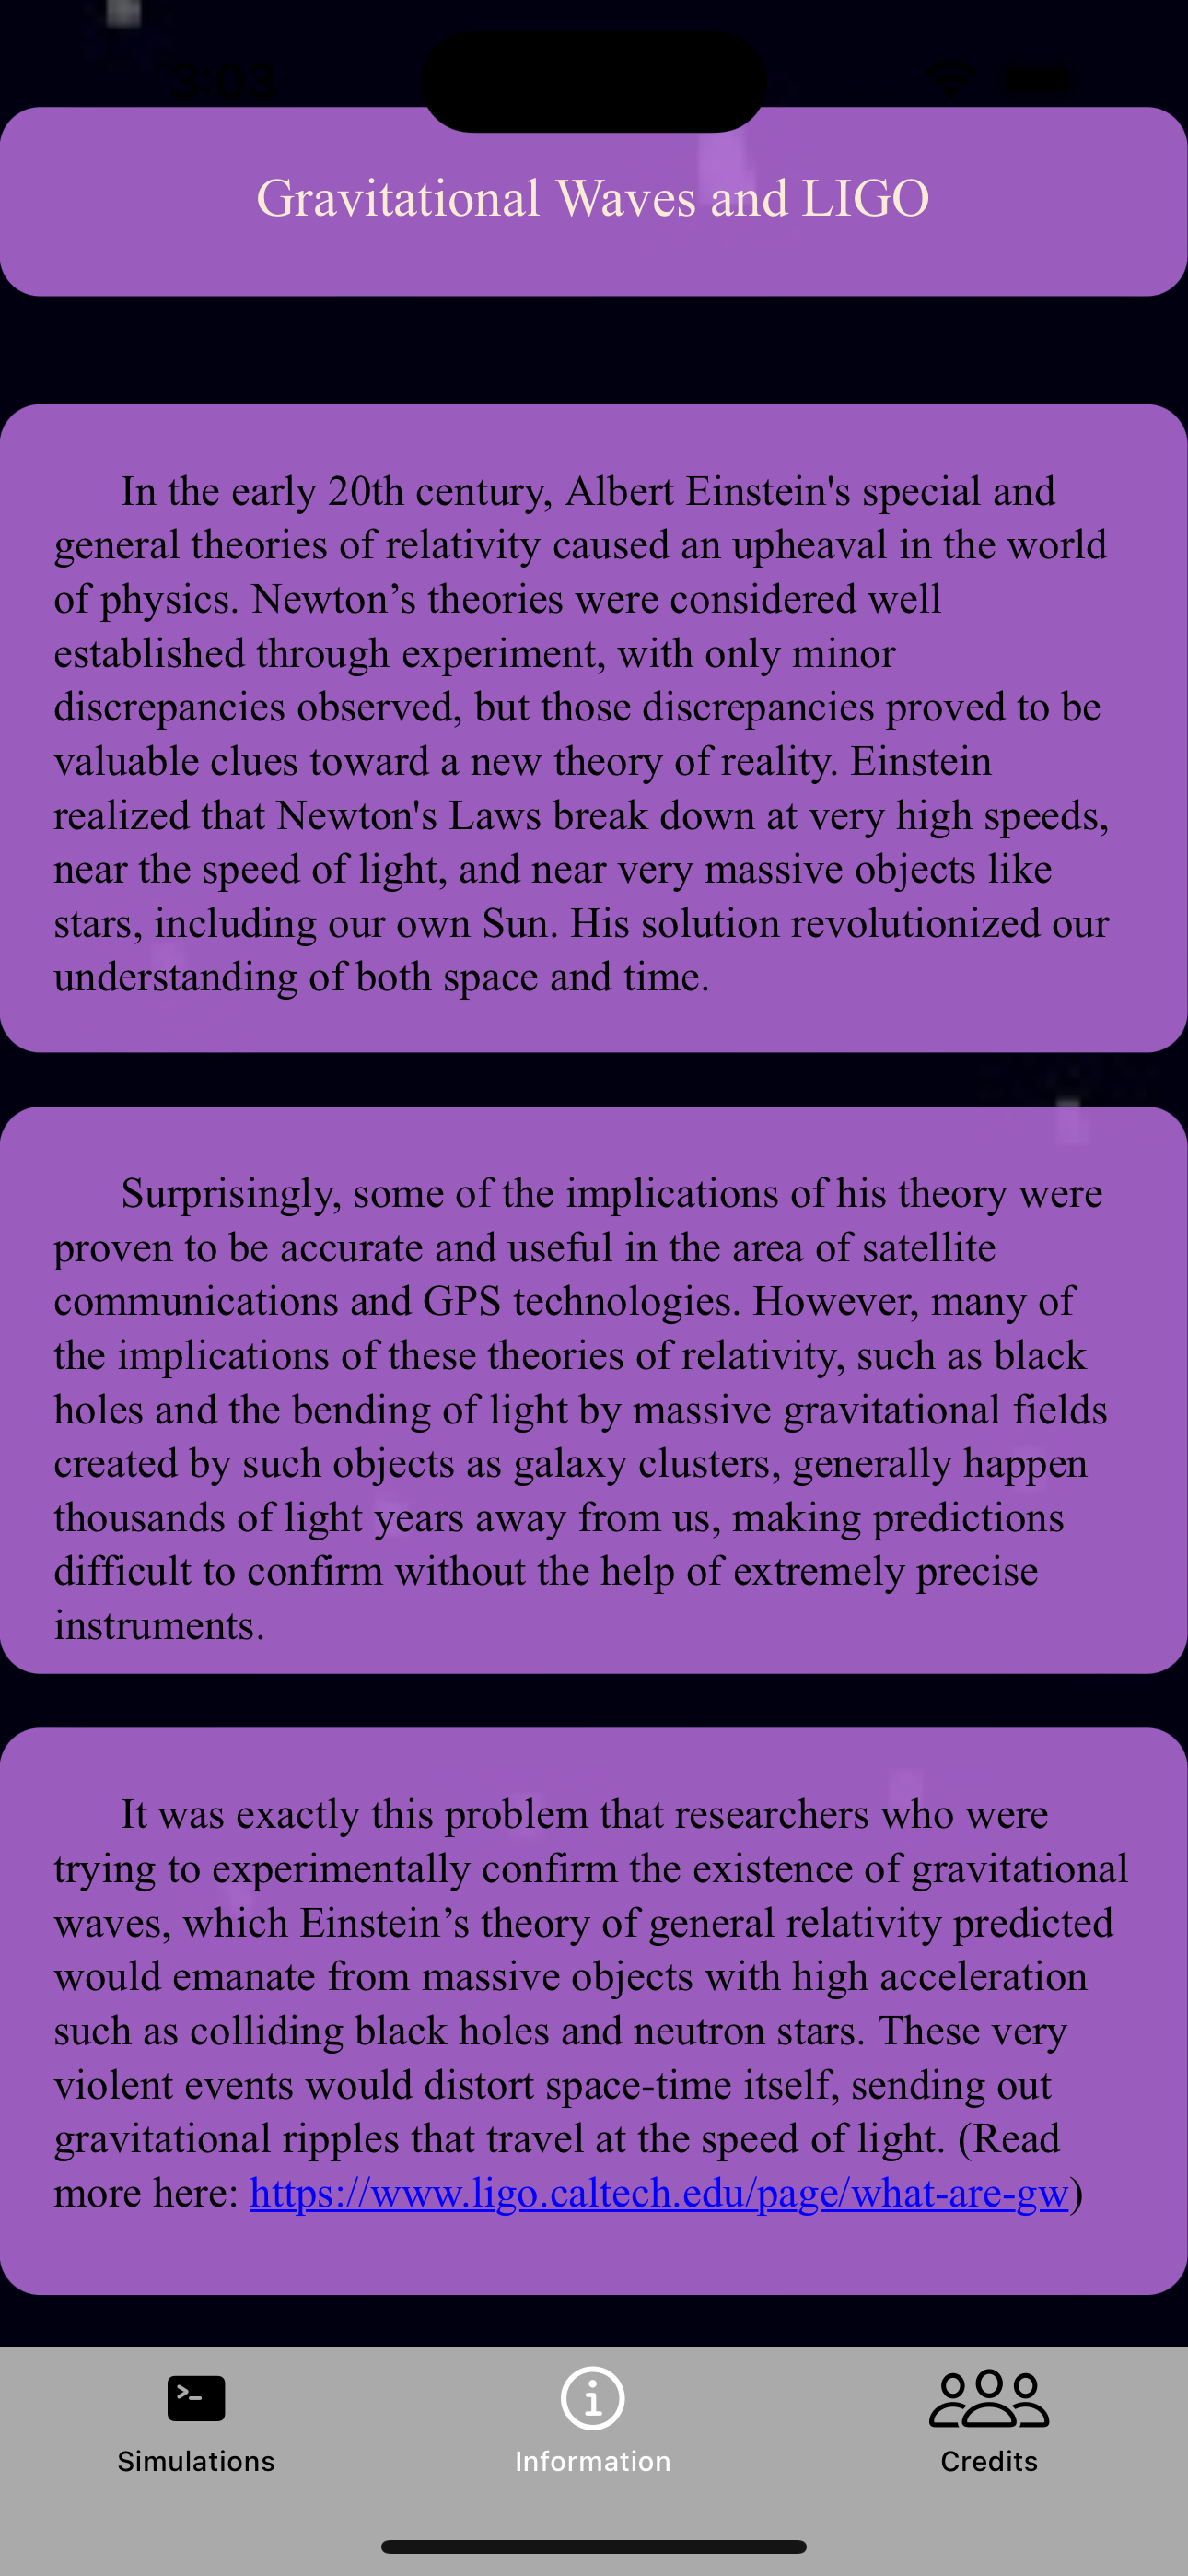 3:03
Gravitational Waves and LIGO
In the early 20th century, Albert Einstein's special and
general theories of relativity caused an upheaval in the world
of physics. Newton’s theories were considered well
established through experiment, with only minor
discrepancies observed, but those discrepancies proved to be
valuable clues toward a new theory of reality. Einstein
realized that Newton's Laws break down at very high speeds,
near the speed of light, and near very massive objects like
stars, including our own Sun. His solution revolutionized our
understanding of both space and time.
Surprisingly, some of the implications of his theory were
proven to be accurate and useful in the area of satellite
communications and GPS technologies. However, many of
the implications of these theories of relativity, such as black
holes and the bending of light by massive gravitational fields
created by such objects as galaxy clusters, generally happen
thousands of light years away from us, making predictions
difficult to confirm without the help of extremely precise
instruments.
It was exactly this problem that researchers who were
trying to experimentally confirm the existence of gravitational
waves, which Einstein’s theory of general relativity predicted
would emanate from massive objects with high acceleration
such as colliding black holes and neutron stars. These very
violent events would distort space-time itself, sending out
gravitational ripples that travel at the speed of light. (Read
more here: https://www.ligo.caltech.edu/page/what-are-gw)
Simulations
Information
Credits